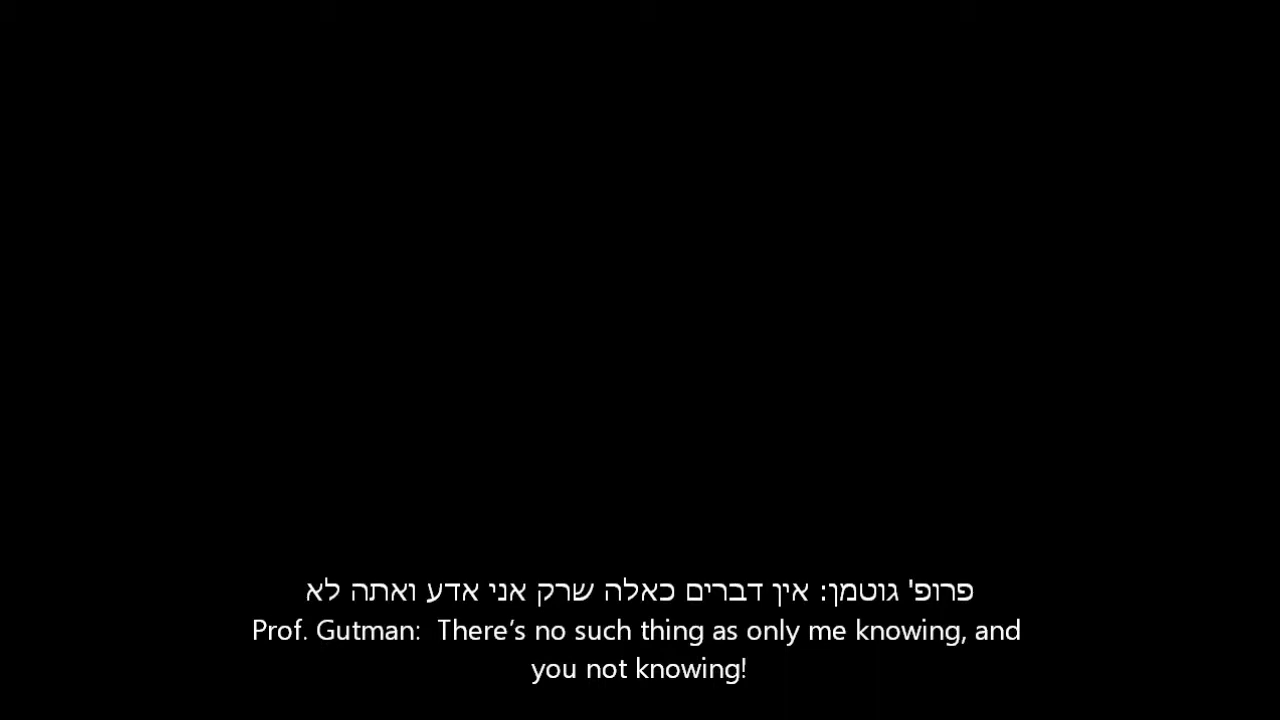 פרופ' גוטמן: אין דברים כאלה שרק אני אדע ואתה לא
Prof. Gutman:  There’s no such thing as only me knowing, and
you not knowing!